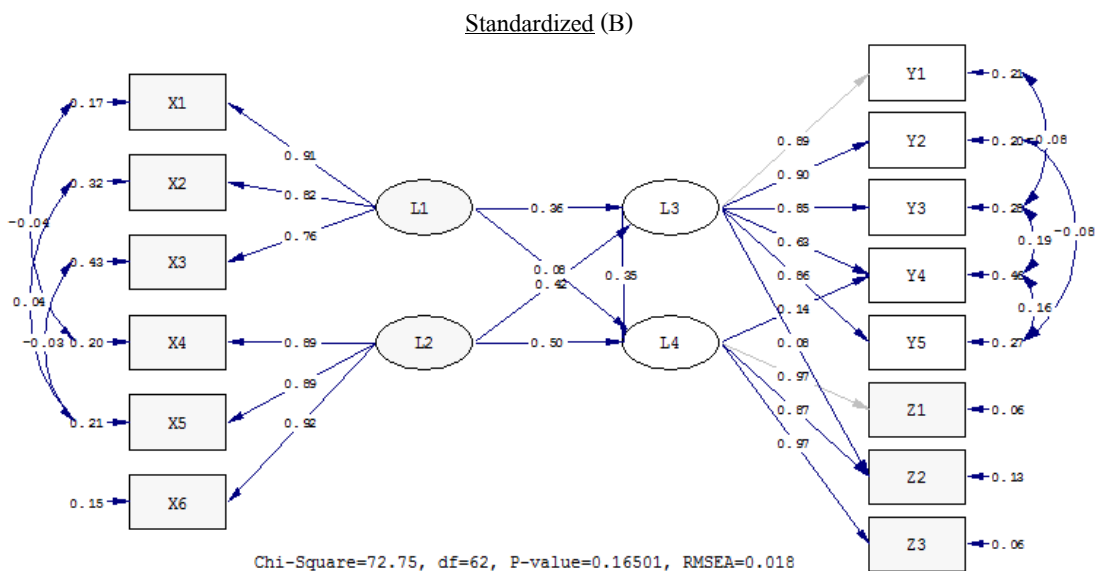 Standardized (B)
0.17
X1
0.32
X2
0.43
X3
0.20
X4
0.21
X5
0.15
X6
-0.04
0.04
-0.03
0.91
0.82
0.76
0.89
0.89
0.92
L1
L2
0.36
0.08
0.42
0.35
0.50
L3
L4
0.89
0.90
0.85
0.63
0.86
0.14
0.08
0.97
0.87
0.97
Y1
0.21
Y2
0.20
Y3
0.28
Y4
0.46
Y5
0.27
Z1
0.06
Z2
0.13
Z3
0.06
-0.08
0.19
-0.08
0.16
Chi-Square=72.75, df=62, P-value=0.16501, RMSEA=0.018